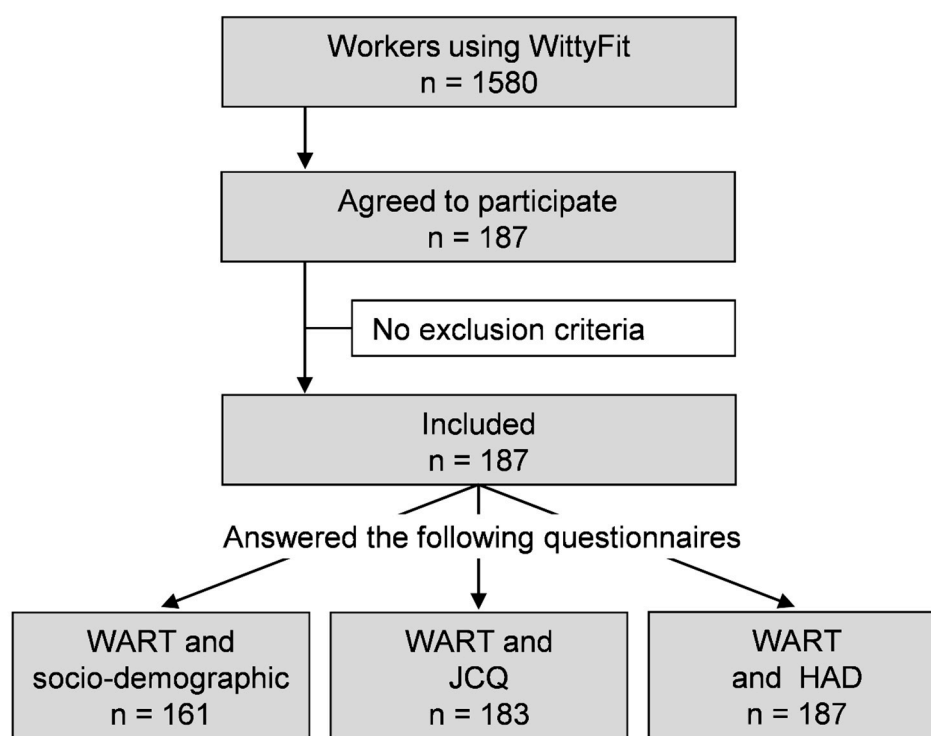 Workers using WittyFit
n = 1580
Agreed to participate
n = 187
No exclusion criteria
Included
n = 187
Answered the following questionnaires
WART and
socio-demographic
n = 161
WART and
JCQ
n = 183
WART
and HAD
n = 187